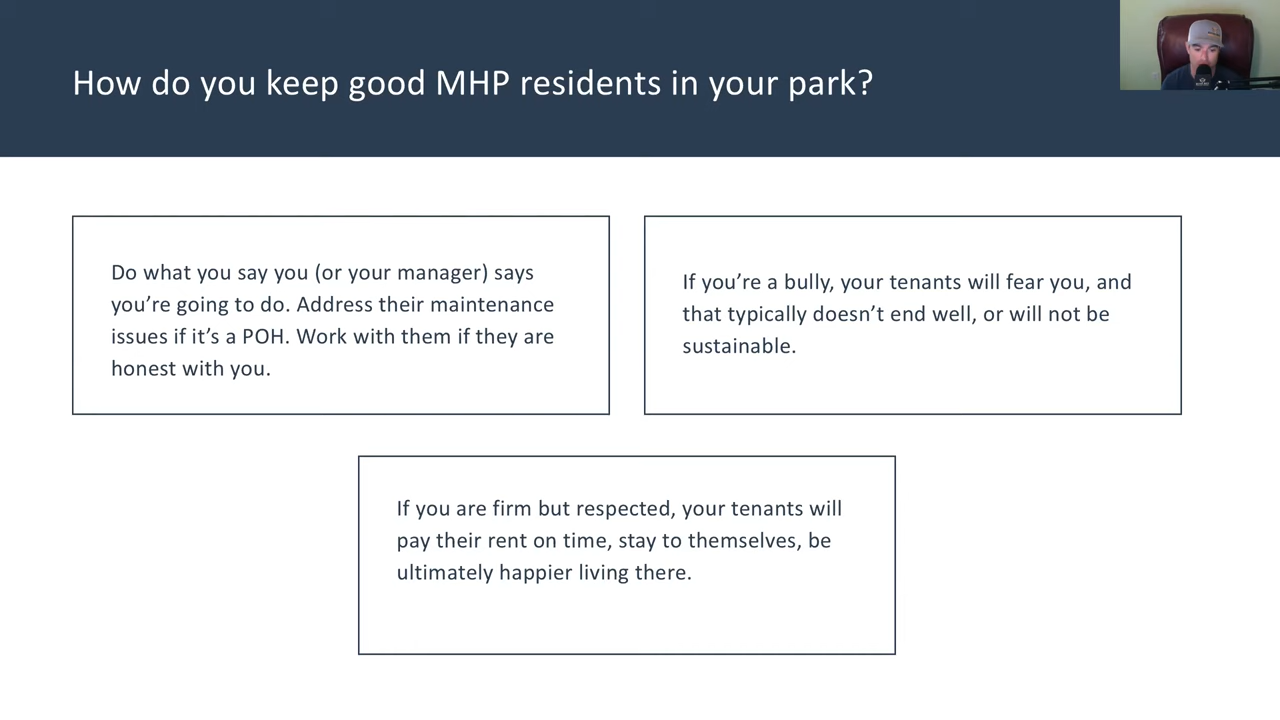 How do you keep good MHP residents in your park?
Do what you say you (or your manager) says
you’re going to do. Address their maintenance
issues if it’s a POH. Work with them if they are
honest with you.
If you’re a bully, your tenants will fear you, and
that typically doesn’t end well, or will not be
sustainable.
If you are firm but respected, your tenants will
pay their rent on time, stay to themselves, be
ultimately happier living there.